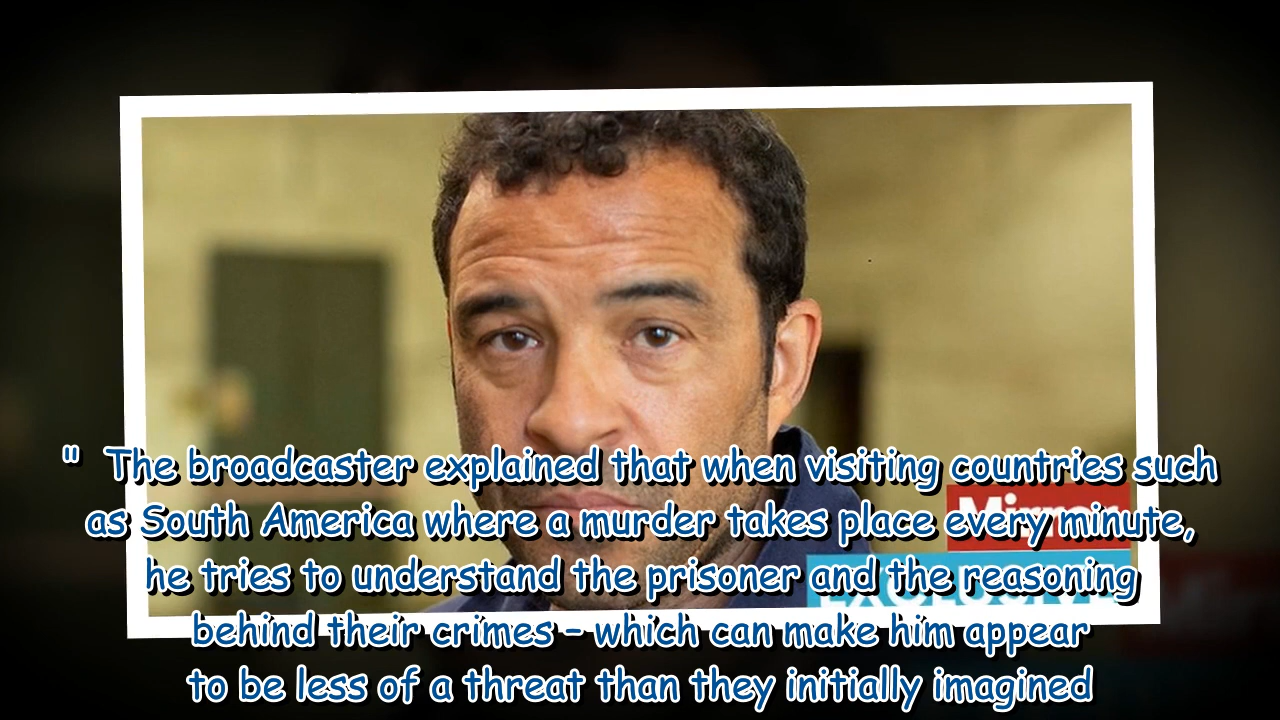 " The broadcaster explained that when visiting countries such
as South America where a murder takes place every minute,
he tries to understand the prisoner and the reasoning
behind their crimes - which can make him appear
to be less of a threat than they initially imagined
Mirror
EXCLUSIVE